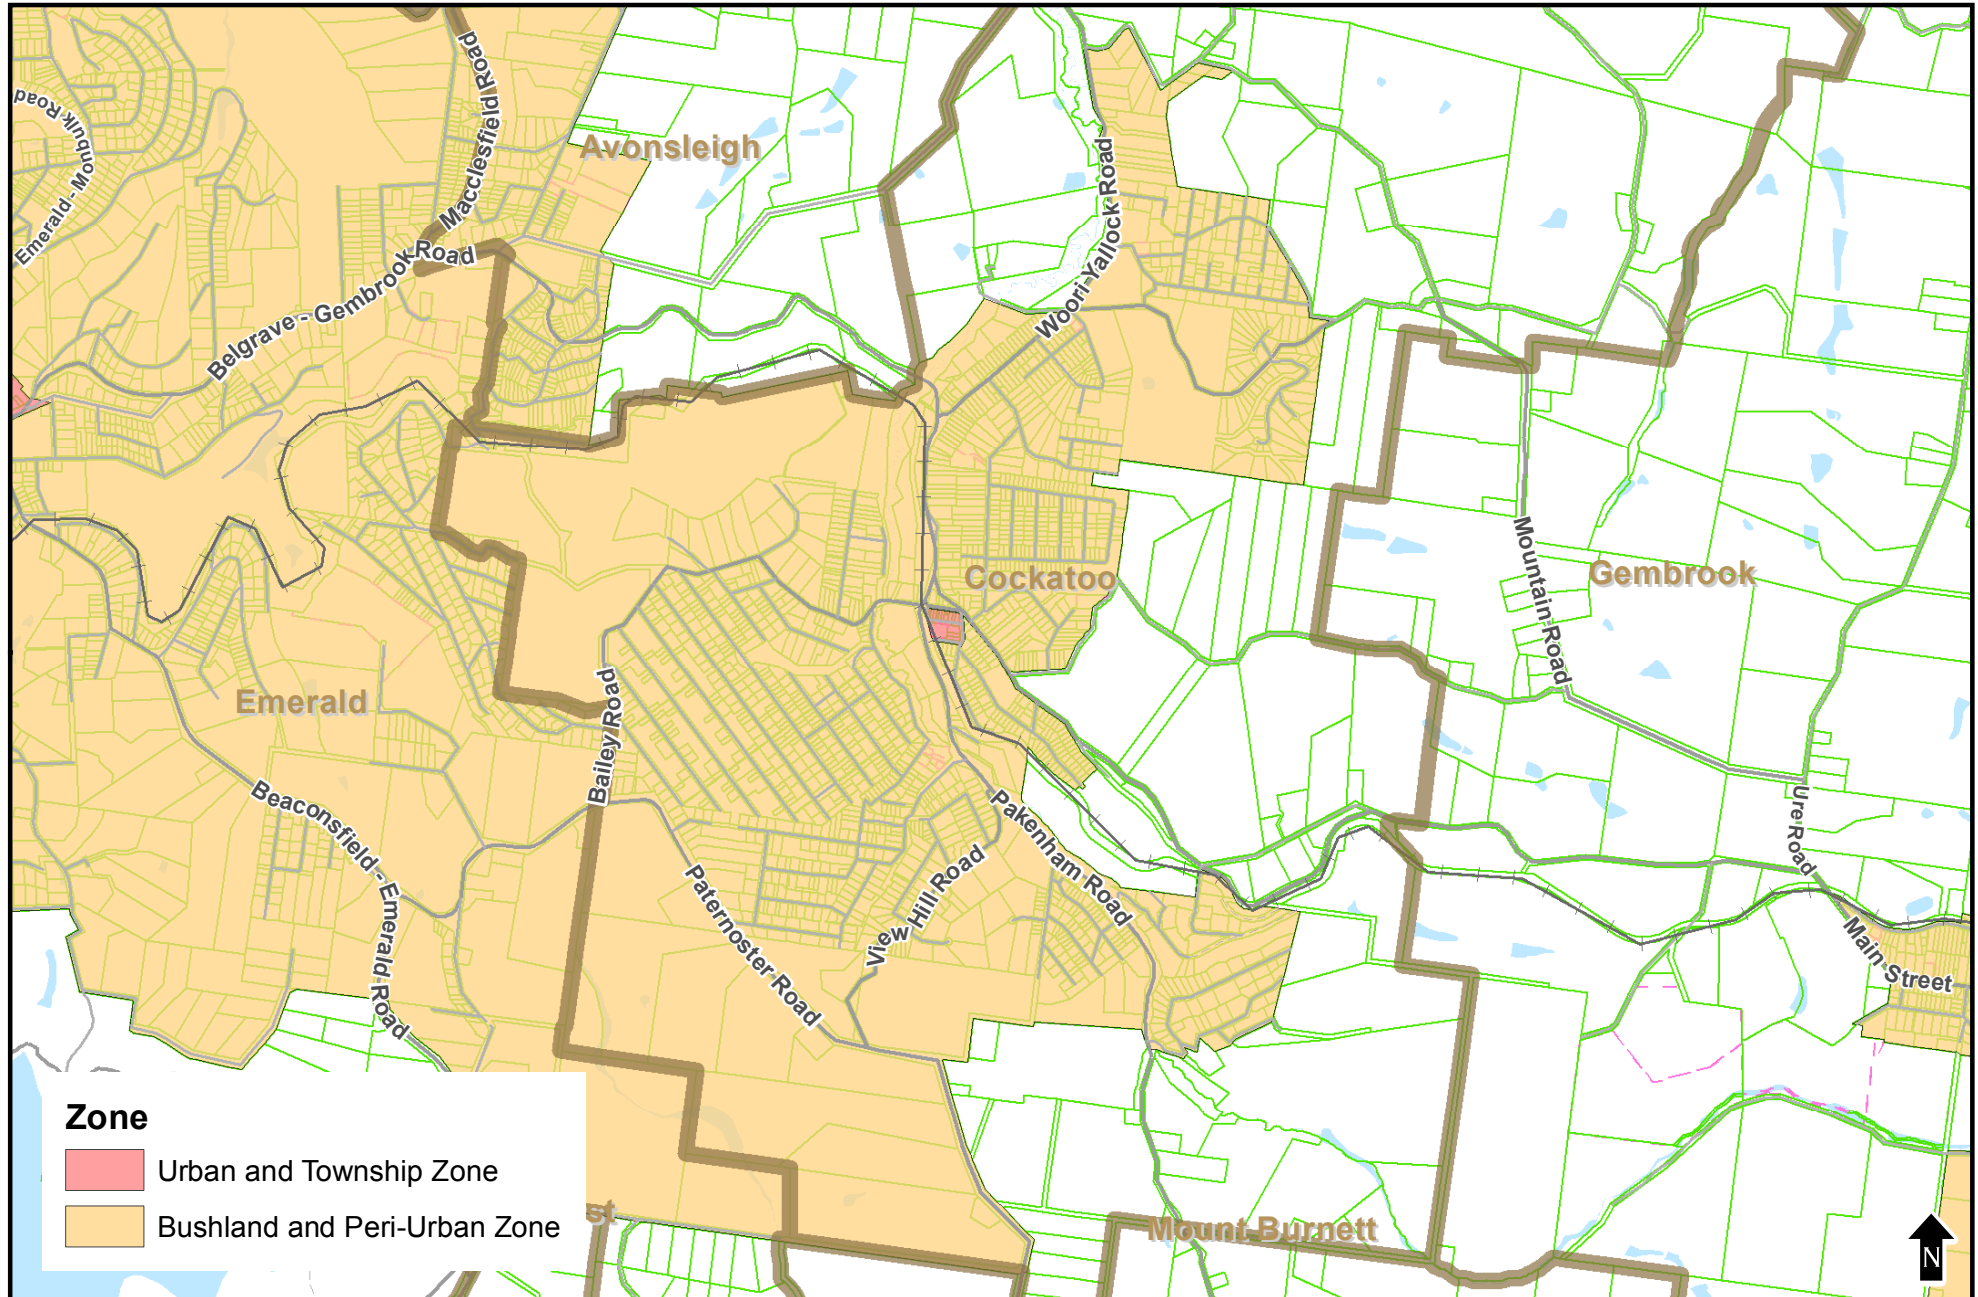 Macclesfield Road
Avonsleigh
Emerald - Monbulk Road
Woori-Yallock Road
Belgrave - Gembrook Road
Mountain Road
Gembrook
Cockatoo
Emerald
Bailey Road
Beaconsfield - Emerald Road
Pakenham Road
Ure Road
Paternoster Road
View Hill Road
Main Street
Zone
Urban and Township Zone
Bushland and Peri-Urban Zone
st
Mount Burnett
N